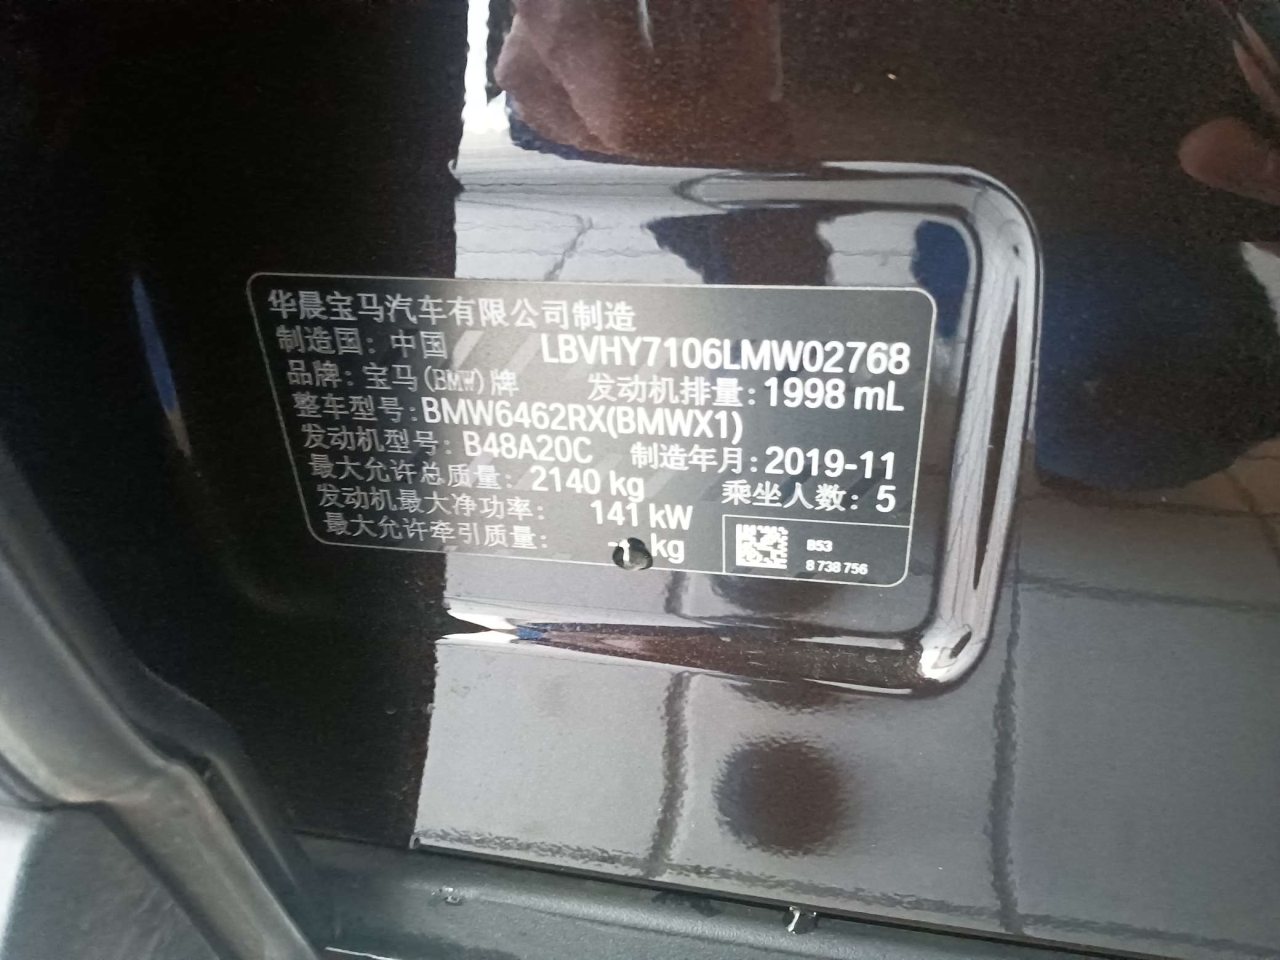 华晨宝马汽车有限公司制造
制造国: 中国 LBVHY7106LMW02768
品牌: 宝马(BMW)牌 发动机排量: 1998 mL
整车型号: BMW6462RX(BMWX1)
发动机型号: B48A20C 制造年月: 2019-11
最大允许总质量: 2140 kg 乘坐人数: 5
发动机最大净功率: 141 kW
最大允许牵引质量: kg
B53
8 738 756